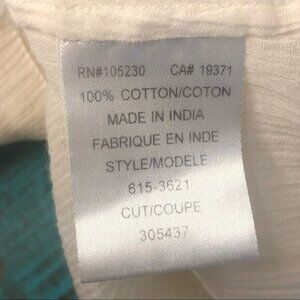 RN#105230 CA# 19371
100% COTTON/COTON
MADE IN INDIA
FABRIQUE EN INDE
STYLE/MODELE
615-3621
CUT/COUPE
305437